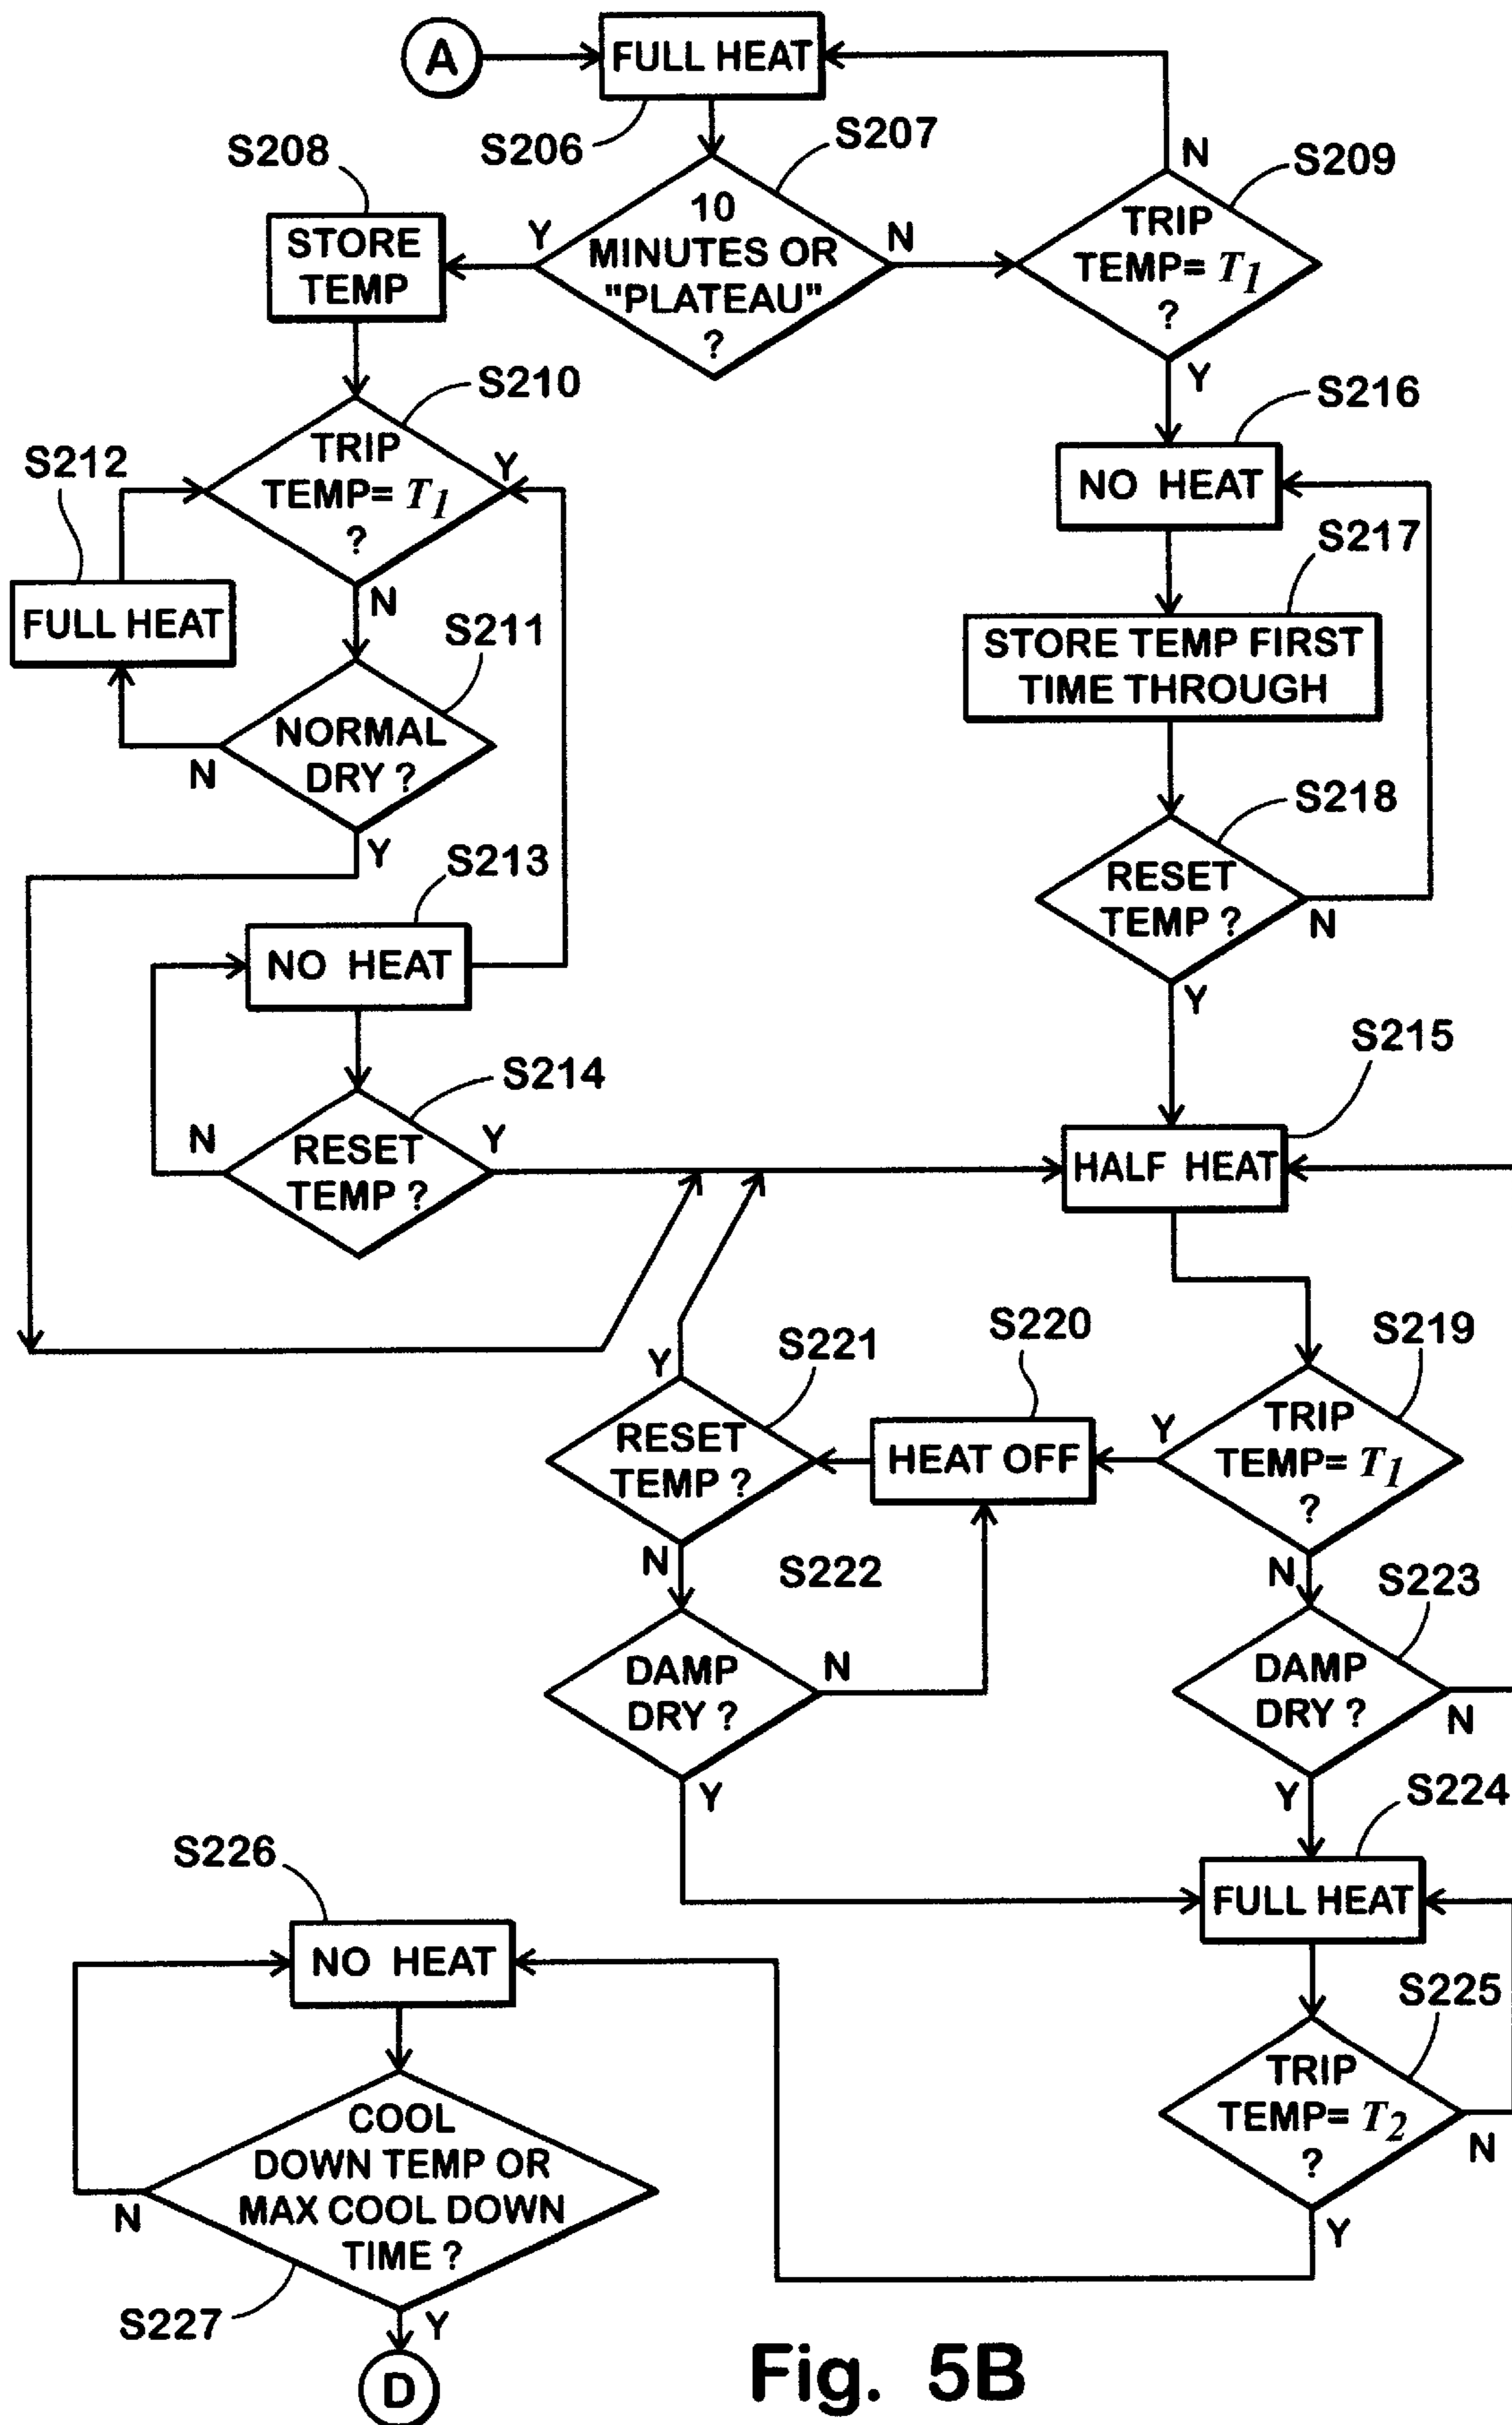 A
FULL HEAT
S206
S207
S208
S209
N
STORE
TEMP
Y
10
MINUTES OR
"PLATEAU"
?
N
TRIP
TEMP= T1
?
Y
S210
S216
TRIP
TEMP= T1
?
Y
N
S212
FULL HEAT
NO HEAT
S217
STORE TEMP FIRST
TIME THROUGH
S211
NORMAL
DRY ?
N
Y
S218
RESET
TEMP ?
N
Y
S213
NO HEAT
S214
RESET
TEMP ?
N
Y
S215
HALF HEAT
S219
TRIP
TEMP= T1
?
Y
N
S220
HEAT OFF
S221
Y
RESET
TEMP ?
N
S222
DAMP
DRY ?
N
Y
S223
DAMP
DRY ?
N
Y
S224
FULL HEAT
S225
TRIP
TEMP= T2
?
N
Y
S226
NO HEAT
COOL
DOWN TEMP OR
MAX COOL DOWN
TIME ?
N
S227
Y
D
Fig. 5B